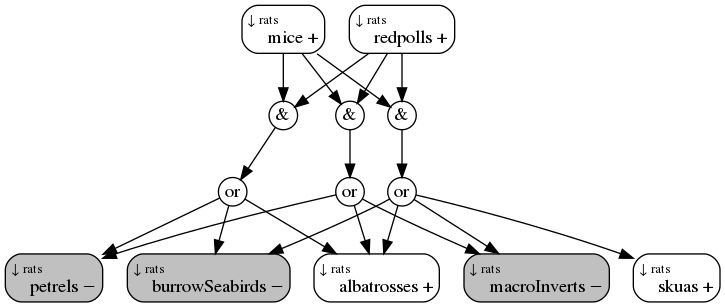 ↓ rats
mice +
↓ rats
redpolls +
& & &
or or or
↓ rats
petrels −
↓ rats
burrowSeabirds −
↓ rats
albatrosses +
↓ rats
macroInverts −
↓ rats
skuas +